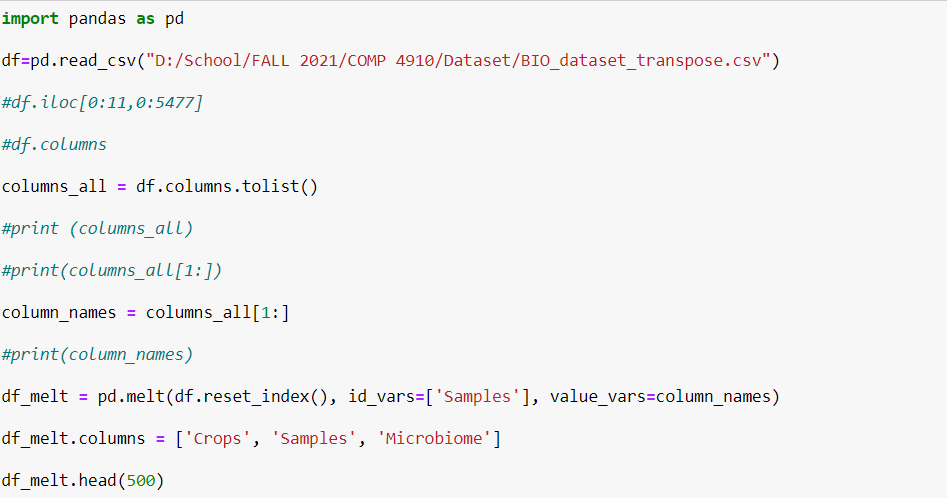 import pandas as pd
df=pd.read_csv("D:/School/FALL 2021/COMP 4910/Dataset/BIO_dataset_transpose.csv")
#df.iloc[0:11,0:5477]
#df.columns
columns_all = df.columns.tolist()
#print (columns_all)
#print(columns_all[1:])
column_names = columns_all[1:]
#print(column_names)
df_melt = pd.melt(df.reset_index(), id_vars=['Samples'], value_vars=column_names)
df_melt.columns = ['Crops', 'Samples', 'Microbiome']
df_melt.head(500)